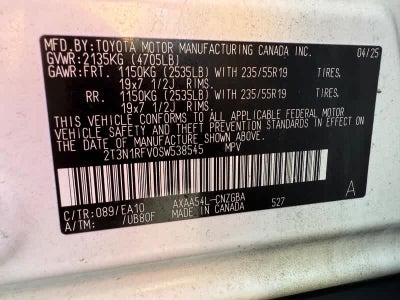 MFD.BY:TOYOTA MOTOR MANUFACTURING CANADA INC. 04/25
GVWR: 2135KG (4705LB)
GAWR:FRT. 1150KG (2535LB) WITH 235/55R19 TIRES,
19x7 1/2J RIMS.
RR. 1150KG (2535LB) WITH 235/55R19 TIRES,
19x7 1/2J RIMS.
THIS VEHICLE CONFORMS TO ALL APPLICABLE FEDERAL MOTOR
VEHICLE SAFETY AND BUMPER STANDARDS IN EFFECT ON THE
DATE OF MANUFACTURE SHOWN ABOVE.
2T3N1RFV0SW538545 MPV
A
C/TR: 089/EA10 AXAA54L-CNZGBA 527
A/TM: /UB80F MADE IN CANADA